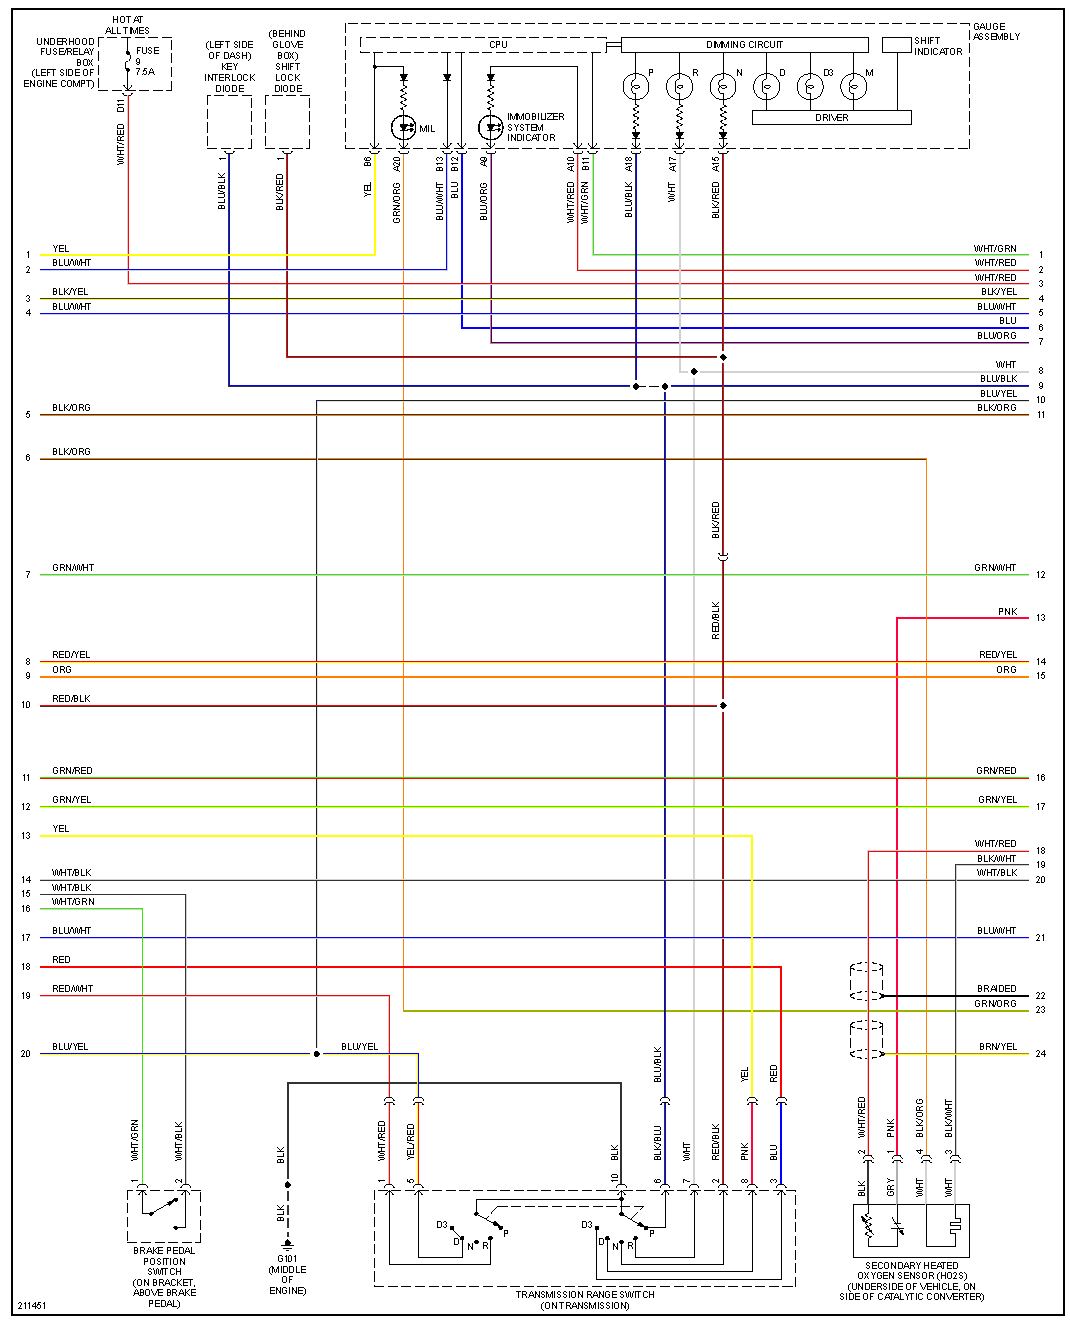 HOT AT
ALL TIMES
UNDERHOOD
FUSE/RELAY
BOX
(LEFT SIDE OF
ENGINE COMPT)
FUSE
9
7.5A
D11
WHT/RED
(LEFT SIDE
OF DASH)
KEY
INTERLOCK
DIODE
1
BLU/BLK
(BEHIND
GLOVE
BOX)
SHIFT
LOCK
DIODE
1
BLK/RED
CPU
DIMMING CIRCUIT
SHIFT
INDICATOR
GAUGE
ASSEMBLY
P
R
N
D
D3
M
DRIVER
MIL
IMMOBILIZER
SYSTEM
INDICATOR
B6
A20
B13
B12
A9
A10
B11
A18
A17
A15
YEL
GRN/ORG
BLU/WHT
BLU
BLU/ORG
WHT/RED
WHT/GRN
BLU/BLK
WHT
BLK/RED
1 YEL
2 BLU/WHT
3 BLK/YEL
4 BLU/WHT
5 BLK/ORG
6 BLK/ORG
7 GRN/WHT
8 RED/YEL
9 ORG
10 RED/BLK
11 GRN/RED
12 GRN/YEL
13 YEL
14 WHT/BLK
15 WHT/BLK
16 WHT/GRN
17 BLU/WHT
18 RED
19 RED/WHT
20 BLU/YEL
BLU/YEL
WHT/GRN 1
WHT/RED 2
WHT/RED 3
BLK/YEL 4
BLU/WHT 5
BLU 6
BLU/ORG 7
WHT 8
BLU/BLK 9
BLU/YEL 10
BLK/ORG 11
GRN/WHT 12
PNK 13
RED/YEL 14
ORG 15
GRN/RED 16
GRN/YEL 17
WHT/RED 18
BLK/WHT 19
WHT/BLK 20
BLU/WHT 21
BRAIDED 22
GRN/ORG 23
BRN/YEL 24
BLK/RED
RED/BLK
BLU/BLK
YEL
RED
WHT/GRN
WHT/BLK
1
2
BRAKE PEDAL
POSITION
SWITCH
(ON BRACKET,
ABOVE BRAKE
PEDAL)
BLK
BLK
G101
(MIDDLE
OF
ENGINE)
WHT/RED
YEL/RED
BLK
BLK/BLU
WHT
RED/BLK
PNK
BLU
1
5
10
6
7
2
8
3
D3
D
N
R
P
D3
D
N
R
P
TRANSMISSION RANGE SWITCH
(ON TRANSMISSION)
WHT/RED
PNK
BLK/ORG
BLK/WHT
2
1
4
3
BLK
GRY
WHT
WHT
SECONDARY HEATED
OXYGEN SENSOR (HO2S)
(UNDERSIDE OF VEHICLE, ON
SIDE OF CATALYTIC CONVERTER)
211451